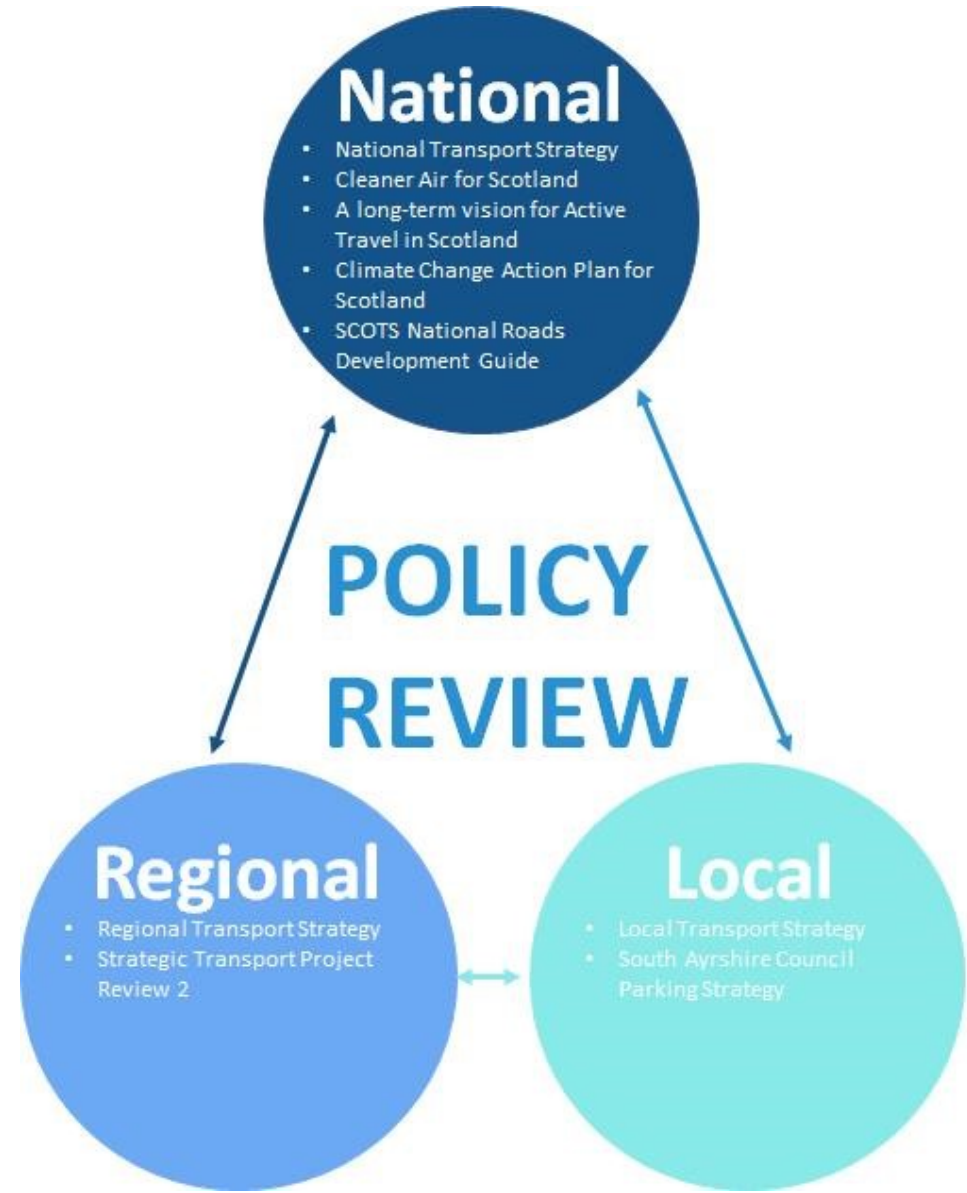 National
• National Transport Strategy
• Cleaner Air for Scotland
• A long-term vision for Active
Travel in Scotland
• Climate Change Action Plan for
Scotland
• SCOTS National Roads
Development Guide
POLICY
REVIEW
Regional
• Regional Transport Strategy
• Strategic Transport Project
Review 2
Local
• Local Transport Strategy
• South Ayrshire Council
Parking Strategy